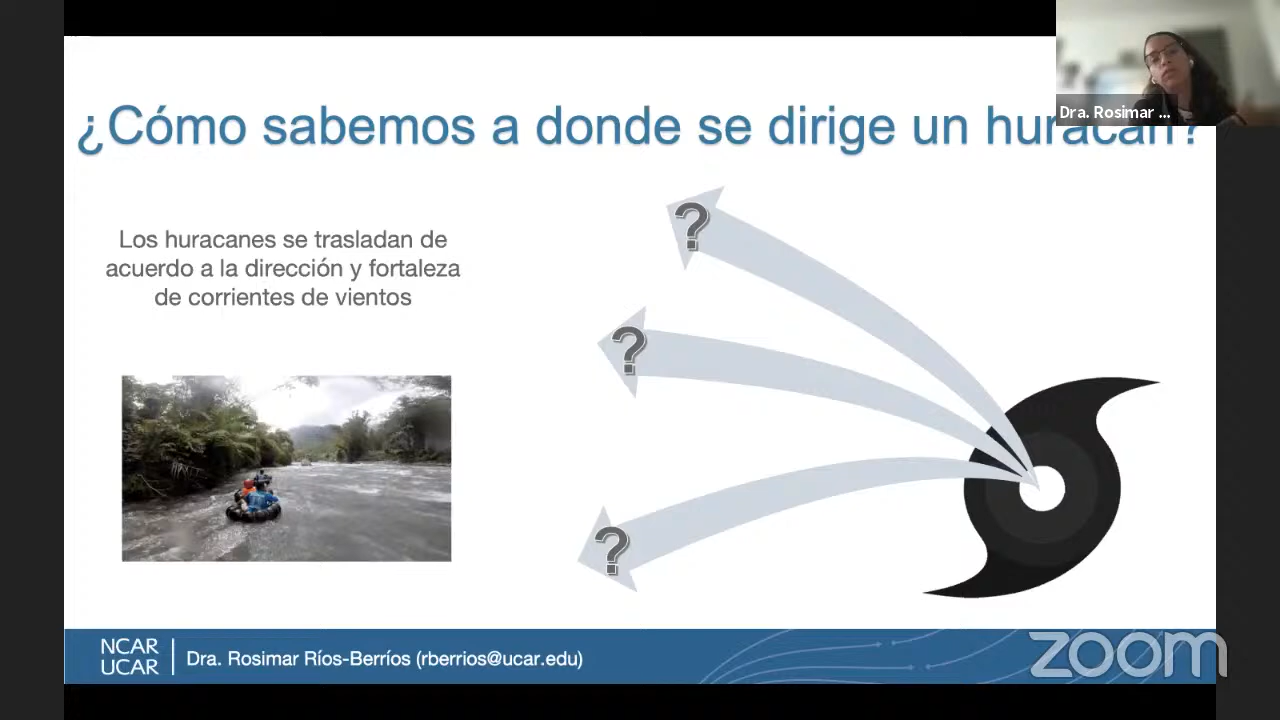 ¿Cómo sabemos a donde se dirige un huracán?
Dra. Rosimar ...
Los huracanes se trasladan de
acuerdo a la dirección y fortaleza
de corrientes de vientos
?
?
?
NCAR
UCAR
Dra. Rosimar Ríos-Berríos (rberrios@ucar.edu)
zoom